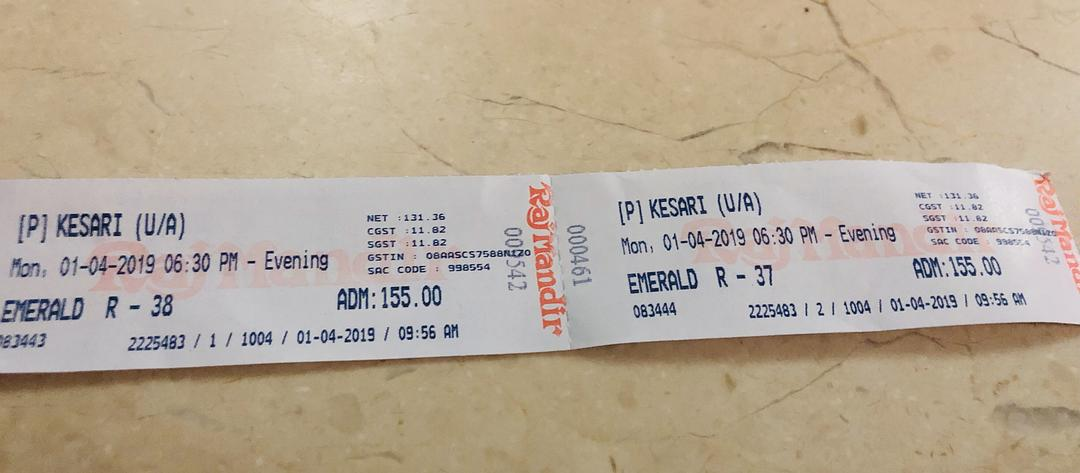 [P] KESARI (U/A)
Mon, 01-04-2019 06:30 PM - Evening
EMERALD R - 38
ADM:155.00
083443
2225483 / 1 / 1004 / 01-04-2019 / 09:56 AM
NET :131.36
CGST :11.82
SGST :11.82
GSTIN : 08AASCS7588N1ZO
SAC CODE : 998554
000542
RajMandir
000461
[P] KESARI (U/A)
Mon, 01-04-2019 06:30 PM - Evening
EMERALD R - 37
ADM:155.00
083444
2225483 / 2 / 1004 / 01-04-2019 / 09:56 AM
NET :131.36
CGST :11.82
SGST :11.82
GSTIN : 08AASCS7588N1ZO
SAC CODE : 998554